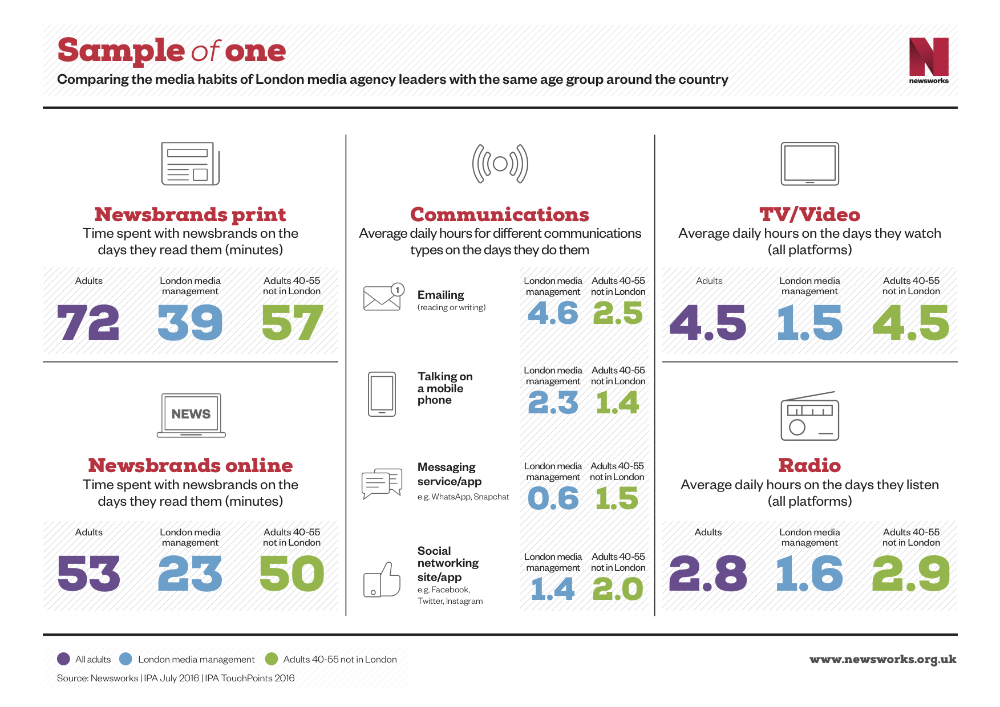 Sample of one
Comparing the media habits of London media agency leaders with the same age group around the country
newsworks
Newsbrands print
Time spent with newsbrands on the
days they read them (minutes)
Adults
London media
management
Adults 40-55
not in London
72
39
57
NEWS
Newsbrands online
Time spent with newsbrands on the
days they read them (minutes)
Adults
London media
management
Adults 40-55
not in London
53
23
50
Communications
Average daily hours for different communications
types on the days they do them
1
Emailing
(reading or writing)
London media
management
Adults 40-55
not in London
4.6
2.5
Talking on
a mobile
phone
London media
management
Adults 40-55
not in London
2.3
1.4
Messaging
service/app
e.g. WhatsApp, Snapchat
London media
management
Adults 40-55
not in London
0.6
1.5
Social
networking
site/app
e.g. Facebook,
Twitter, Instagram
London media
management
Adults 40-55
not in London
1.4
2.0
TV/Video
Average daily hours on the days they watch
(all platforms)
Adults
London media
management
Adults 40-55
not in London
4.5
1.5
4.5
Radio
Average daily hours on the days they listen
(all platforms)
Adults
London media
management
Adults 40-55
not in London
2.8
1.6
2.9
All adults
London media management
Adults 40-55 not in London
Source: Newsworks | IPA July 2016 | IPA TouchPoints 2016
www.newsworks.org.uk